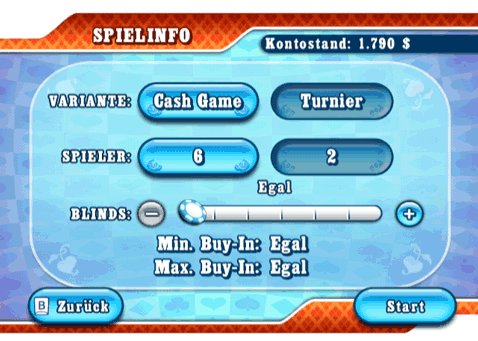 SPIELINFO
Kontostand: 1.790 $
VARIANTE: Cash Game Turnier
SPIELER: 6 2
Egal
BLINDS: − +
Min. Buy-In: Egal
Max. Buy-In: Egal
B Zurück Start